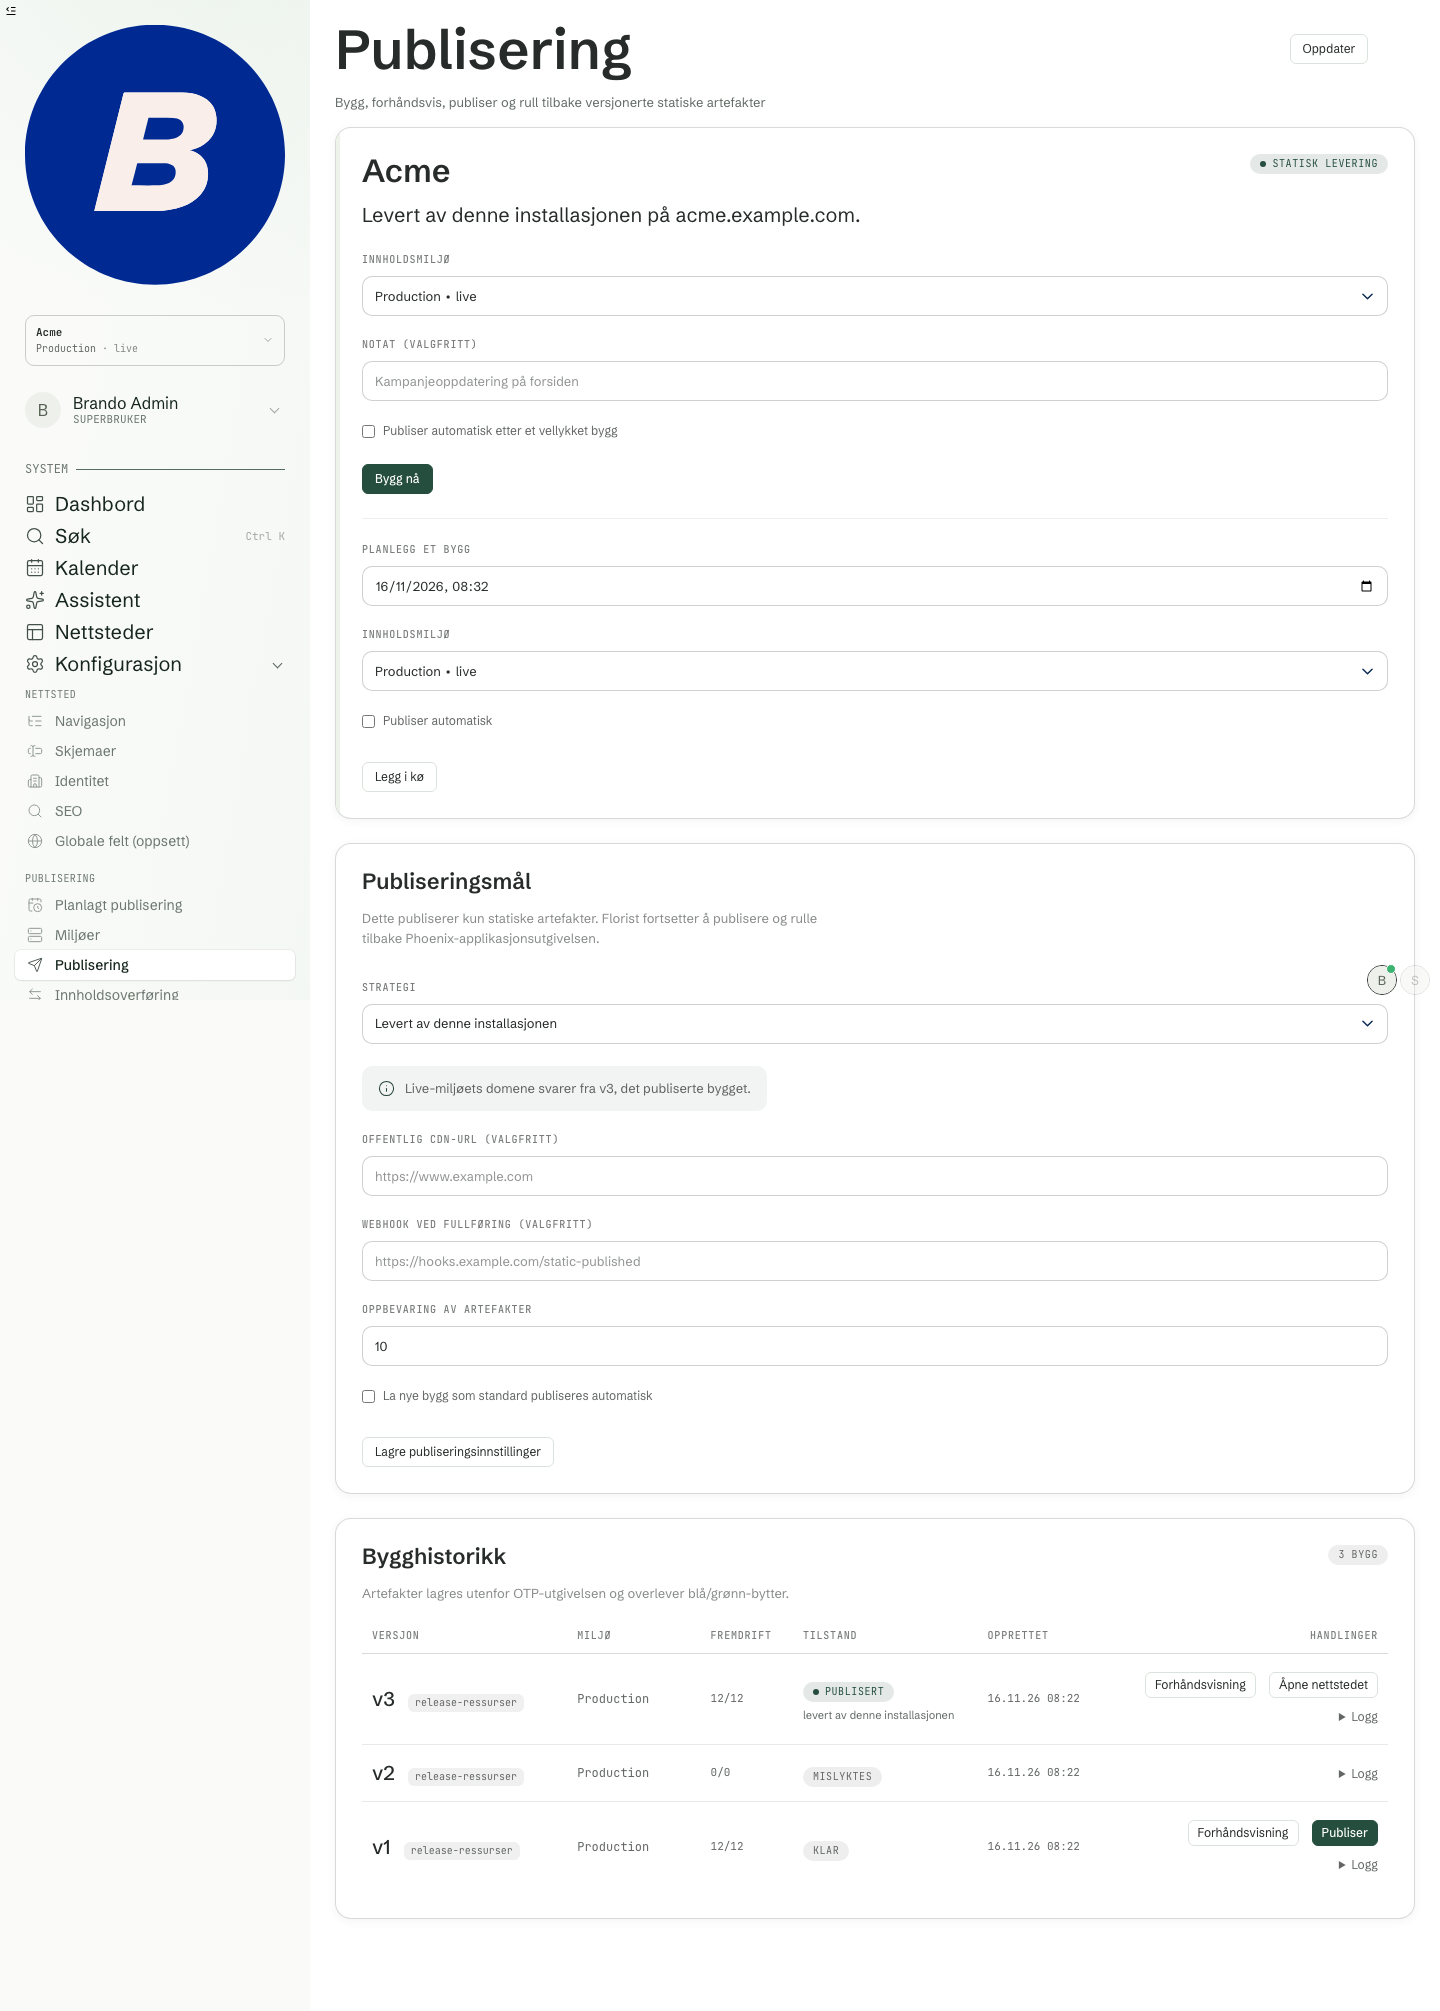 B
Acme
Production · live
B
Brando Admin
SUPERBRUKER
SYSTEM
Dashbord
Søk
Ctrl K
Kalender
Assistent
Nettsteder
Konfigurasjon
NETTSTED
Navigasjon
Skjemaer
Identitet
SEO
Globale felt (oppsett)
PUBLISERING
Planlagt publisering
Miljøer
Publisering
Innholdsoverføring
Publisering
Oppdater
Bygg, forhåndsvis, publiser og rull tilbake versjonerte statiske artefakter
Acme
STATISK LEVERING
Levert av denne installasjonen på acme.example.com.
INNHOLDSMILJØ
Production • live
NOTAT (VALGFRITT)
Kampanjeoppdatering på forsiden
Publiser automatisk etter et vellykket bygg
Bygg nå
PLANLEGG ET BYGG
16/11/2026, 08:32
INNHOLDSMILJØ
Production • live
Publiser automatisk
Legg i kø
Publiseringsmål
Dette publiserer kun statiske artefakter. Florist fortsetter å publisere og rulle
tilbake Phoenix-applikasjonsutgivelsen.
B
S
STRATEGI
Levert av denne installasjonen
Live-miljøets domene svarer fra v3, det publiserte bygget.
OFFENTLIG CDN-URL (VALGFRITT)
https://www.example.com
WEBHOOK VED FULLFØRING (VALGFRITT)
https://hooks.example.com/static-published
OPPBEVARING AV ARTEFAKTER
10
La nye bygg som standard publiseres automatisk
Lagre publiseringsinnstillinger
Bygghistorikk
3 BYGG
Artefakter lagres utenfor OTP-utgivelsen og overlever blå/grønn-bytter.
VERSJON MILJØ FREMDRIFT TILSTAND OPPRETTET HANDLINGER
v3 release-ressurser Production 12/12 PUBLISERT 16.11.26 08:22 Forhåndsvisning Åpne nettstedet
levert av denne installasjonen
Logg
v2 release-ressurser Production 0/0 MISLYKTES 16.11.26 08:22 Logg
v1 release-ressurser Production 12/12 KLAR 16.11.26 08:22 Forhåndsvisning Publiser
Logg